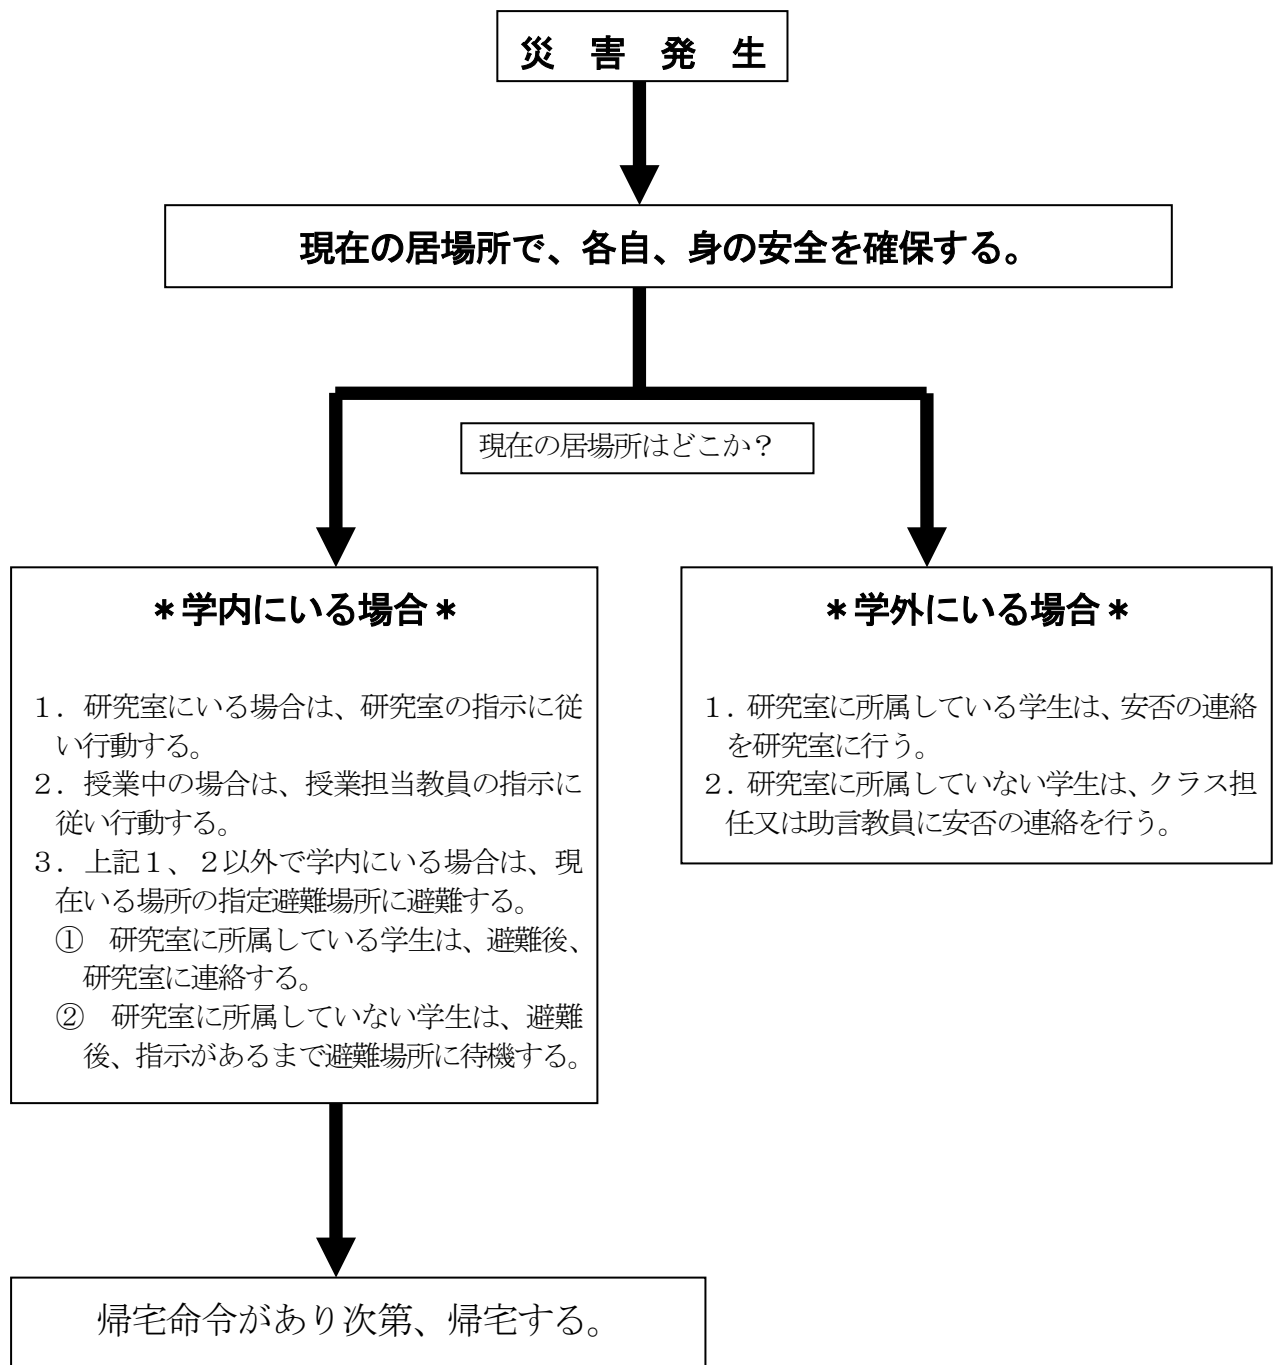 災　害　発　生
現在の居場所で、各自、身の安全を確保する。
現在の居場所はどこか？
＊学内にいる場合＊
１．研究室にいる場合は、研究室の指示に従
い行動する。
２．授業中の場合は、授業担当教員の指示に
従い行動する。
３．上記１、２以外で学内にいる場合は、現
在いる場所の指定避難場所に避難する。
①　研究室に所属している学生は、避難後、
研究室に連絡する。
②　研究室に所属していない学生は、避難
後、指示があるまで避難場所に待機する。
＊学外にいる場合＊
１．研究室に所属している学生は、安否の連絡
を研究室に行う。
２．研究室に所属していない学生は、クラス担
任又は助言教員に安否の連絡を行う。
帰宅命令があり次第、帰宅する。